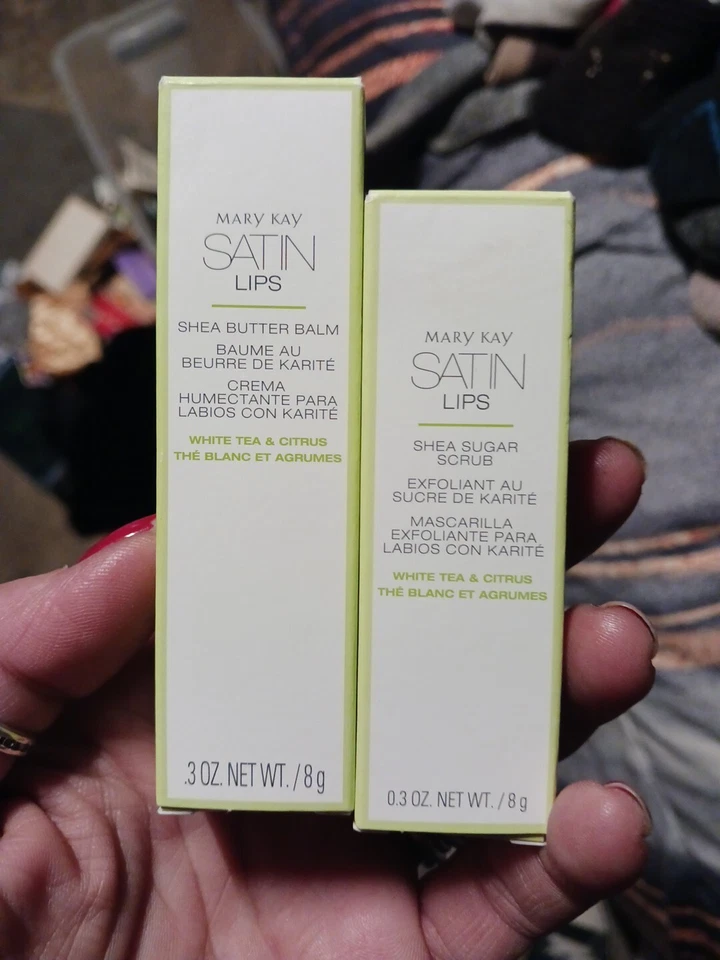 MARY KAY
SATIN
LIPS
SHEA BUTTER BALM
BAUME AU
BEURRE DE KARITÉ
CREMA
HUMECTANTE PARA
LABIOS CON KARITÉ
WHITE TEA & CITRUS
THÉ BLANC ET AGRUMES
.3 OZ. NET WT. / 8 g
MARY KAY
SATIN
LIPS
SHEA SUGAR
SCRUB
EXFOLIANT AU
SUCRE DE KARITÉ
MASCARILLA
EXFOLIANTE PARA
LABIOS CON KARITÉ
WHITE TEA & CITRUS
THÉ BLANC ET AGRUMES
0.3 OZ. NET WT. / 8 g